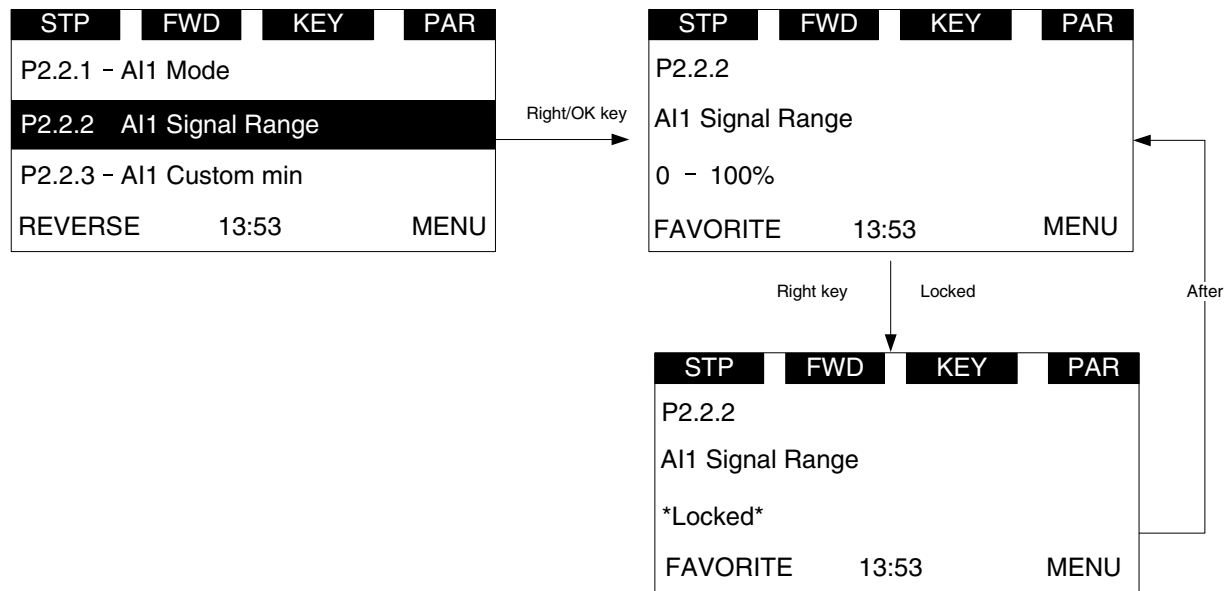 STP FWD KEY PAR
P2.2.1 - AI1 Mode
P2.2.2 AI1 Signal Range
P2.2.3 - AI1 Custom min
REVERSE 13:53 MENU
Right/OK key
STP FWD KEY PAR
P2.2.2
AI1 Signal Range
0 - 100%
FAVORITE 13:53 MENU
Right key Locked
After
STP FWD KEY PAR
P2.2.2
AI1 Signal Range
*Locked*
FAVORITE 13:53 MENU